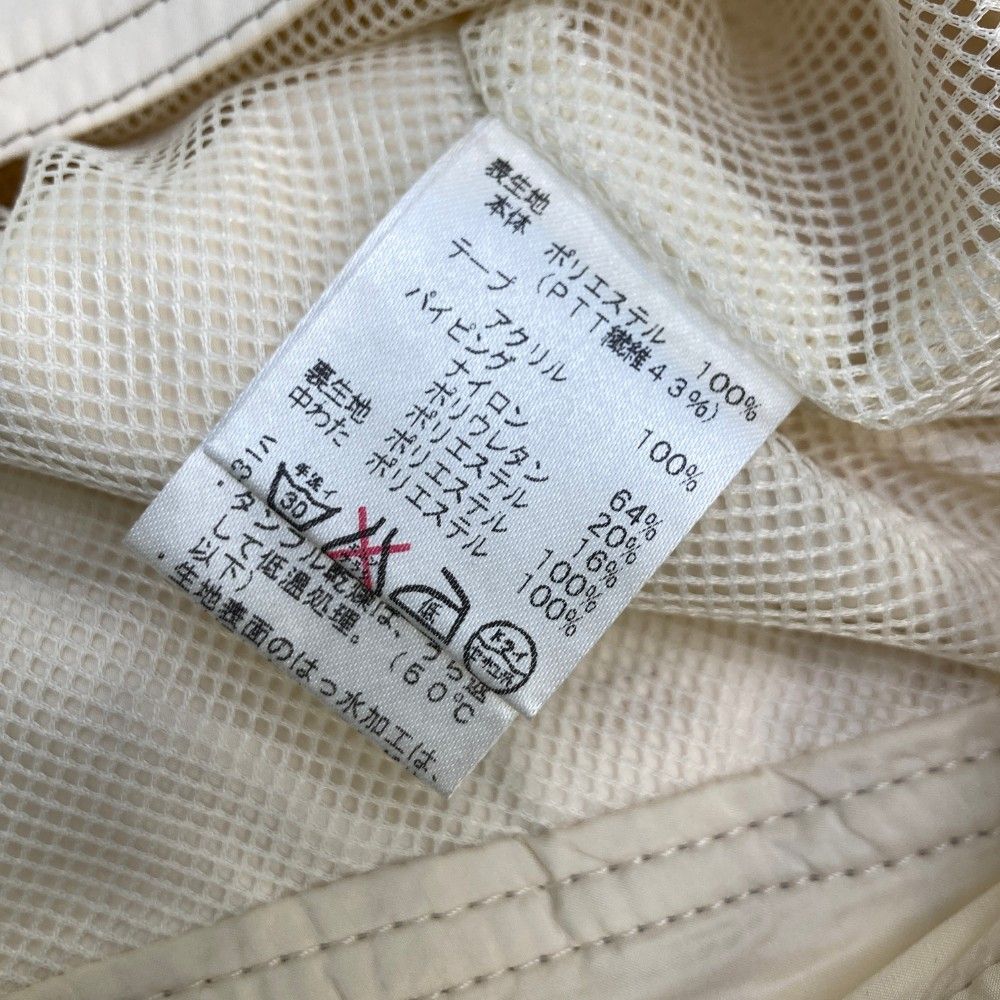 表生地
本体 ポリエステル 100%
(PTT繊維43%)
テープ アクリル 100%
パイピング
ナイロン 64%
ポリウレタン 20%
ポリエステル 16%
裏生地 ポリエステル 100%
中わた ポリエステル 100%
手洗イ
30
低
ドライ
セキユ系
・タンブル乾燥は、うら返
して低温処理。(60℃
以下)
・生地表面のはっ水加工は、